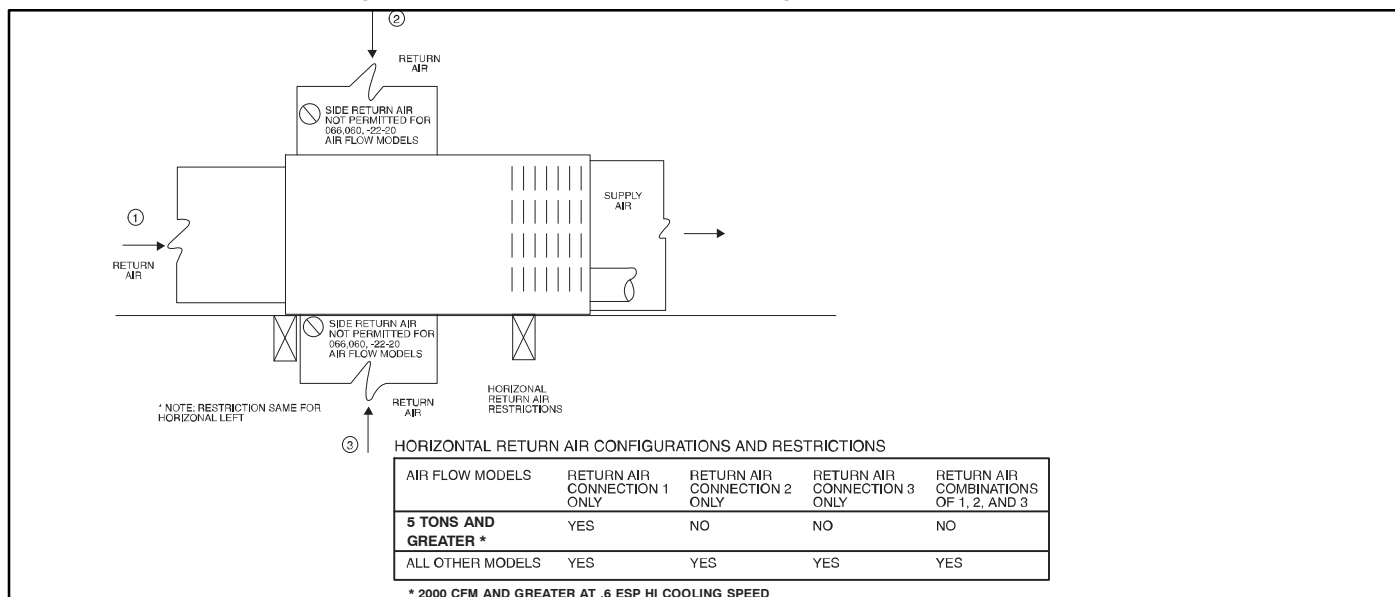 ②
RETURN
AIR
SIDE RETURN AIR
NOT PERMITTED FOR
066,060, -22-20
AIR FLOW MODELS
①
RETURN
AIR
SUPPLY
AIR
SIDE RETURN AIR
NOT PERMITTED FOR
066,060, -22-20
AIR FLOW MODELS
* NOTE: RESTRICTION SAME FOR
HORIZONAL LEFT
RETURN
AIR
HORIZONAL
RETURN AIR
RESTRICTIONS
③
HORIZONTAL RETURN AIR CONFIGURATIONS AND RESTRICTIONS
AIR FLOW MODELS
RETURN AIR
CONNECTION 1
ONLY
RETURN AIR
CONNECTION 2
ONLY
RETURN AIR
CONNECTION 3
ONLY
RETURN AIR
COMBINATIONS
OF 1, 2, AND 3
5 TONS AND
GREATER *
YES
NO
NO
NO
ALL OTHER MODELS
YES
YES
YES
YES
* 2000 CFM AND GREATER AT .6 ESP HI COOLING SPEED